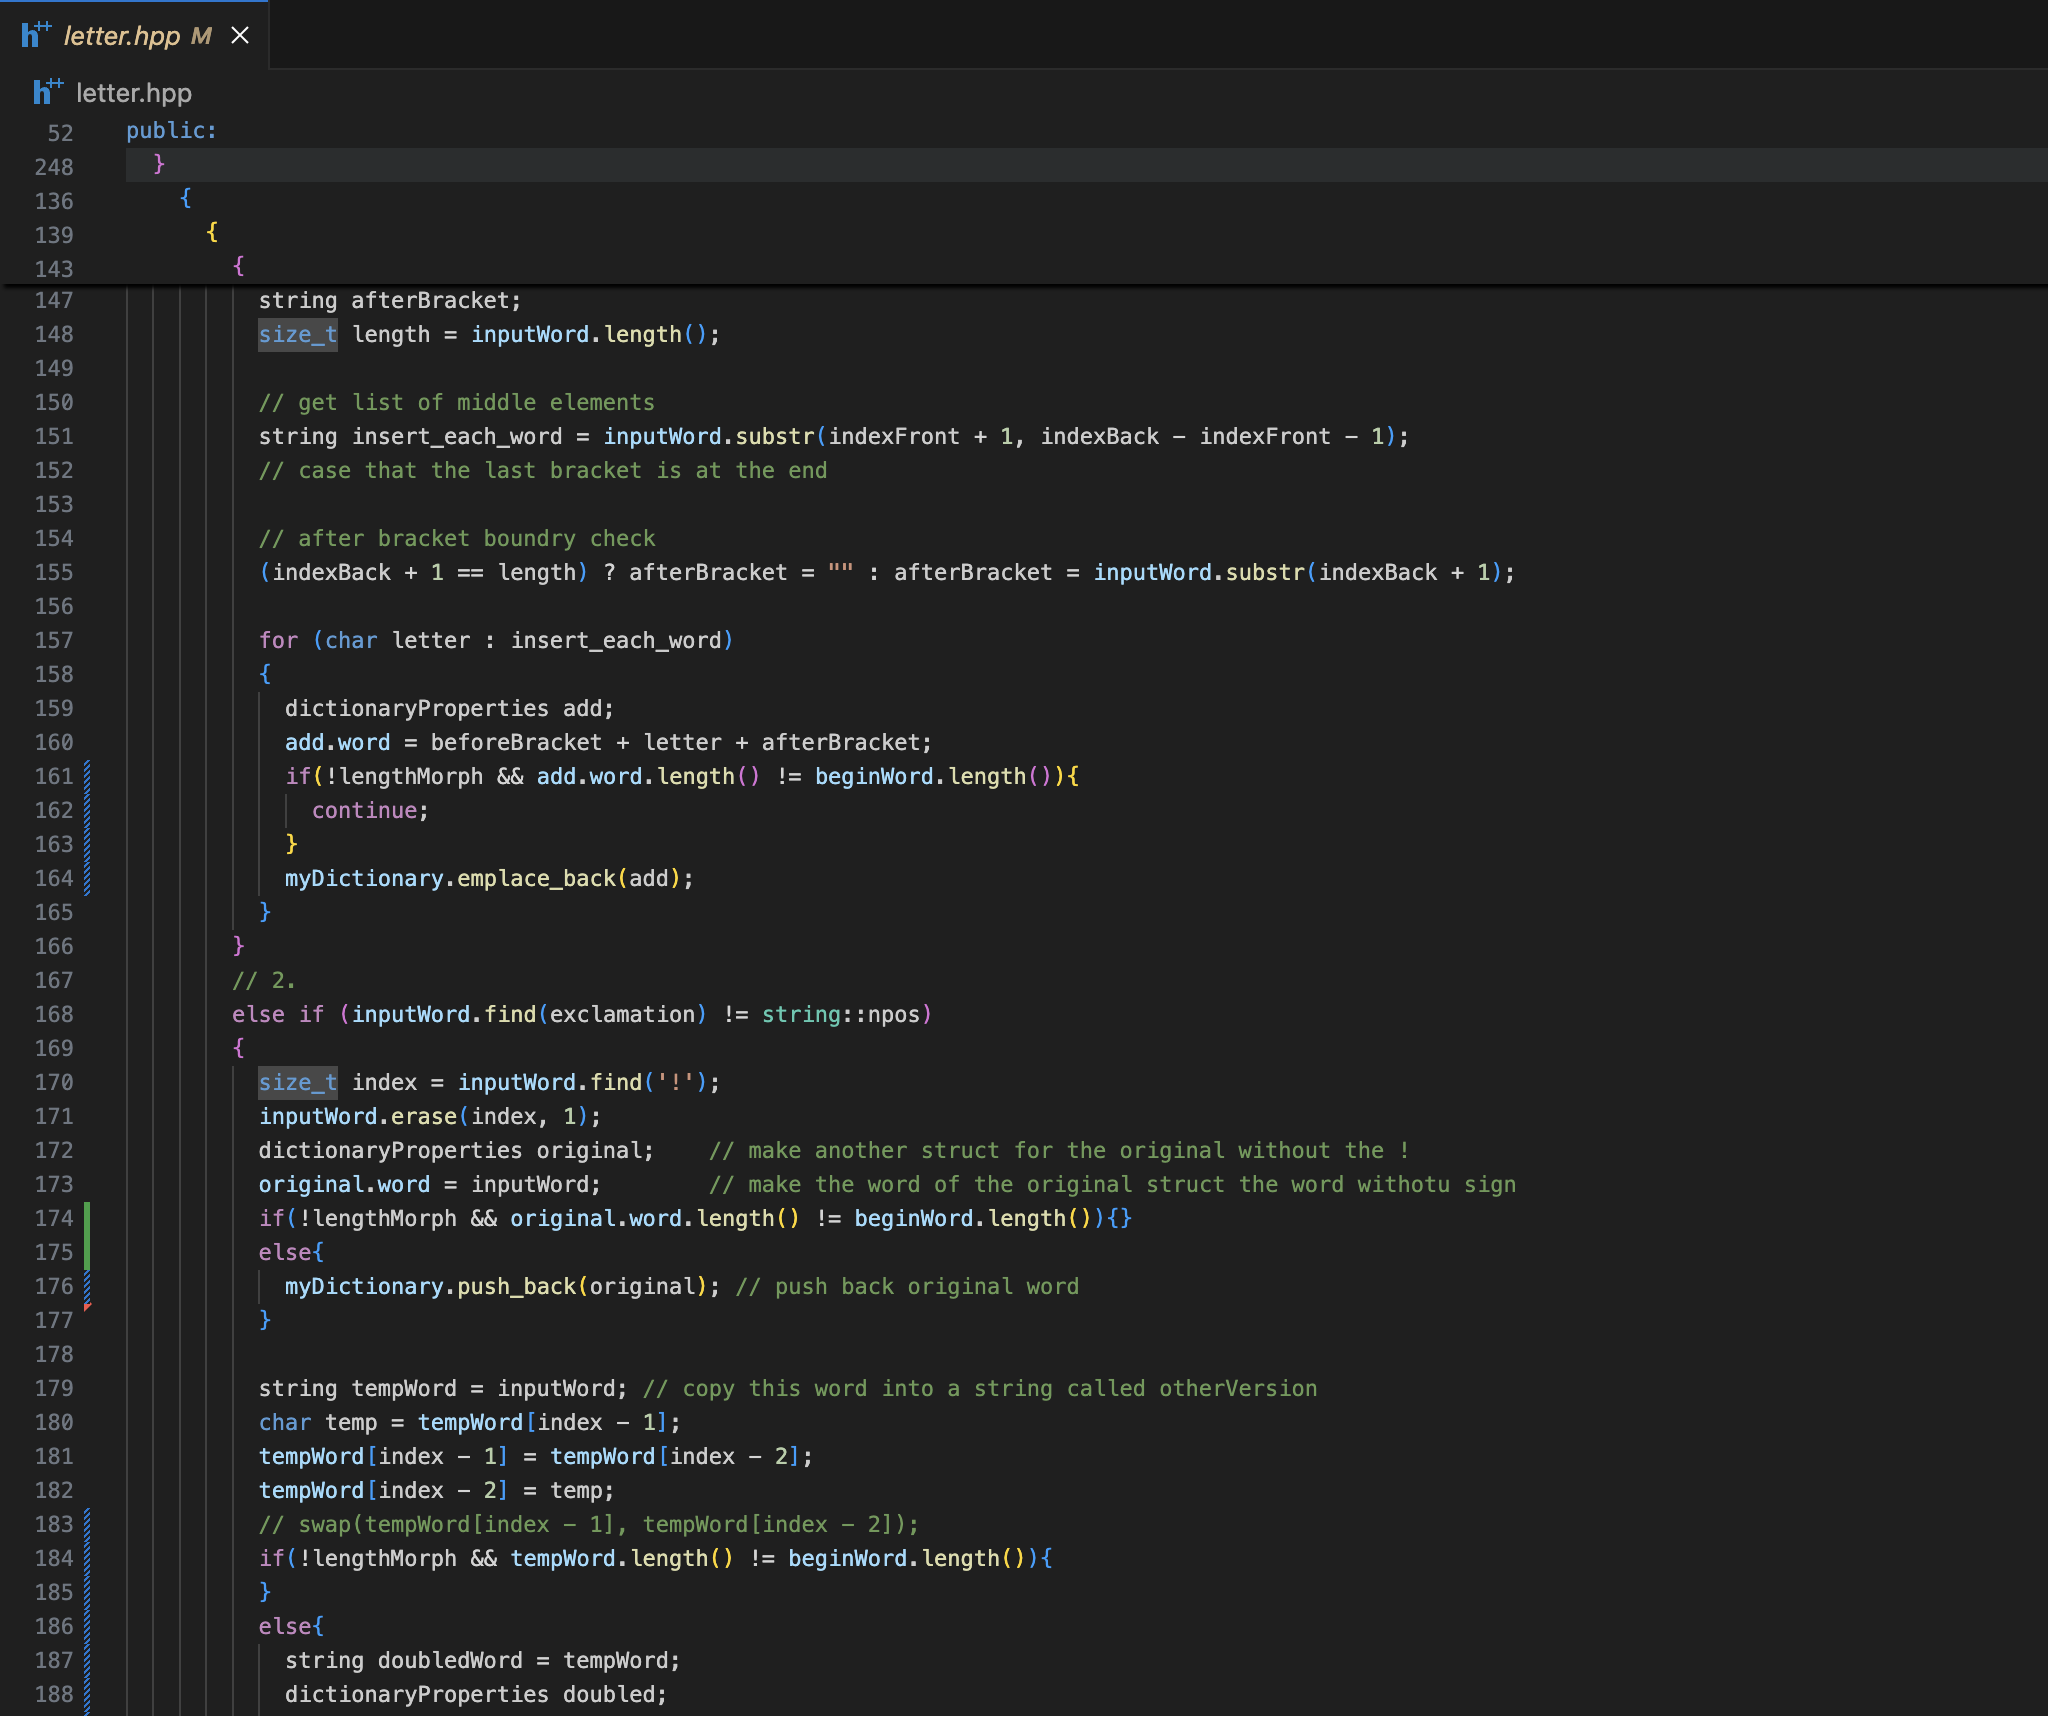 h++ letter.hpp M ×
h++ letter.hpp
52 public:
248 }
136 {
139 {
143 {
147 string afterBracket;
148 size_t length = inputWord.length();
149
150 // get list of middle elements
151 string insert_each_word = inputWord.substr(indexFront + 1, indexBack - indexFront - 1);
152 // case that the last bracket is at the end
153
154 // after bracket boundry check
155 (indexBack + 1 == length) ? afterBracket = "" : afterBracket = inputWord.substr(indexBack + 1);
156
157 for (char letter : insert_each_word)
158 {
159 dictionaryProperties add;
160 add.word = beforeBracket + letter + afterBracket;
161 if(!lengthMorph && add.word.length() != beginWord.length()){
162 continue;
163 }
164 myDictionary.emplace_back(add);
165 }
166 }
167 // 2.
168 else if (inputWord.find(exclamation) != string::npos)
169 {
170 size_t index = inputWord.find('!');
171 inputWord.erase(index, 1);
172 dictionaryProperties original; // make another struct for the original without the !
173 original.word = inputWord; // make the word of the original struct the word withotu sign
174 if(!lengthMorph && original.word.length() != beginWord.length()){}
175 else{
176 myDictionary.push_back(original); // push back original word
177 }
178
179 string tempWord = inputWord; // copy this word into a string called otherVersion
180 char temp = tempWord[index - 1];
181 tempWord[index - 1] = tempWord[index - 2];
182 tempWord[index - 2] = temp;
183 // swap(tempWord[index - 1], tempWord[index - 2]);
184 if(!lengthMorph && tempWord.length() != beginWord.length()){
185 }
186 else{
187 string doubledWord = tempWord;
188 dictionaryProperties doubled;